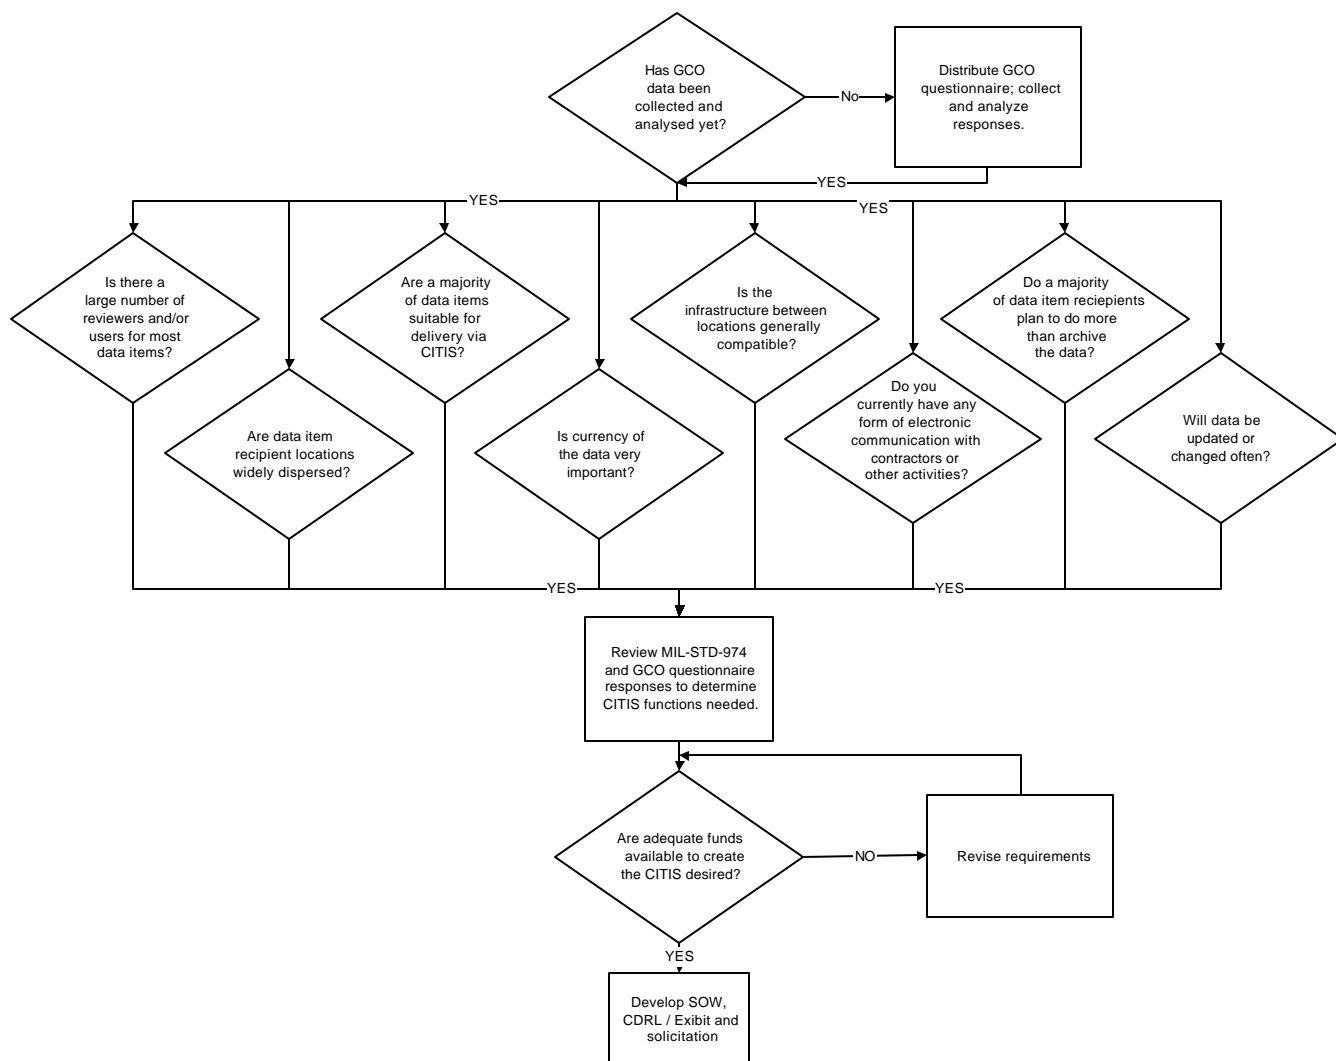 Has GCO
data been
collected and
analysed yet?
No
Distribute GCO
questionnaire; collect
and analyze
responses.
YES
YES
YES
Is there a
large number of
reviewers and/or
users for most
data items?
Are data item
recipient locations
widely dispersed?
Are a majority
of data items
suitable for
delivery via
CITIS?
Is currency of
the data very
important?
Is the
infrastructure between
locations generally
compatible?
Do you
currently have any
form of electronic
communication with
contractors or
other activities?
Do a majority
of data item reciepients
plan to do more
than archive
the data?
Will data be
updated or
changed often?
YES
YES
Review MIL-STD-974
and GCO questionnaire
responses to determine
CITIS functions needed.
Are adequate funds
available to create
the CITIS desired?
NO
Revise requirements
YES
Develop SOW,
CDRL / Exibit and
solicitation